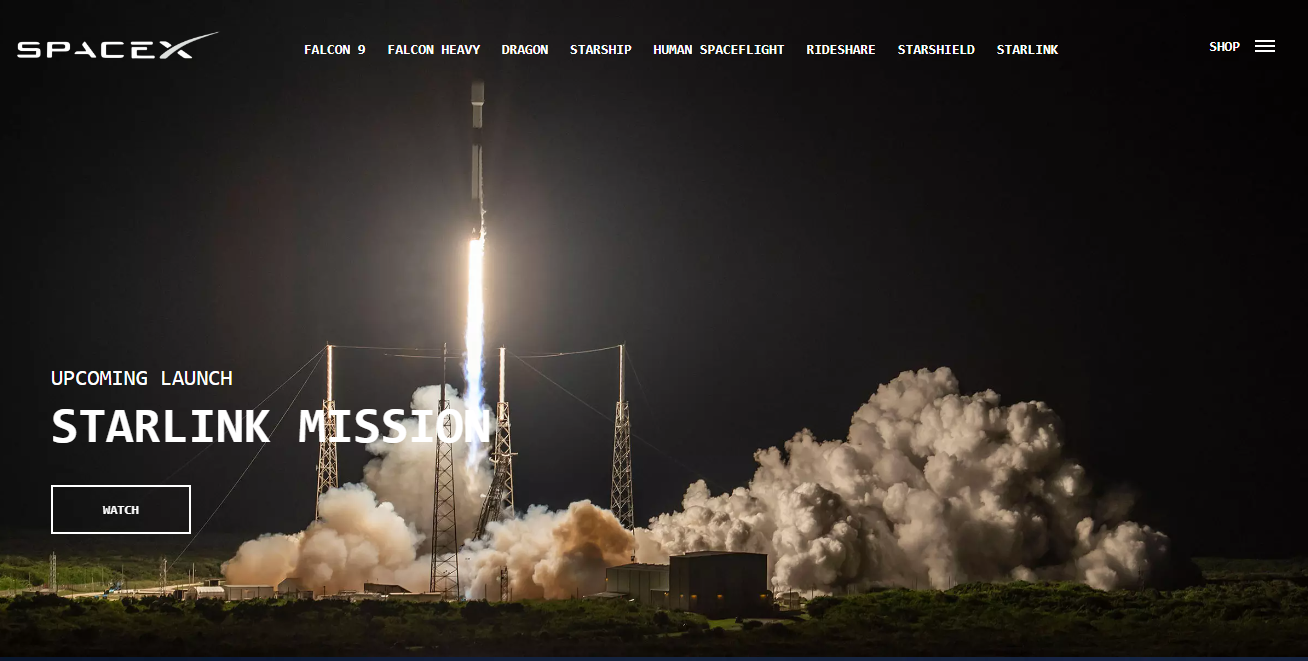 SPACEX
FALCON 9 FALCON HEAVY DRAGON STARSHIP HUMAN SPACEFLIGHT RIDESHARE STARSHIELD STARLINK
SHOP
UPCOMING LAUNCH
STARLINK MISSION
WATCH